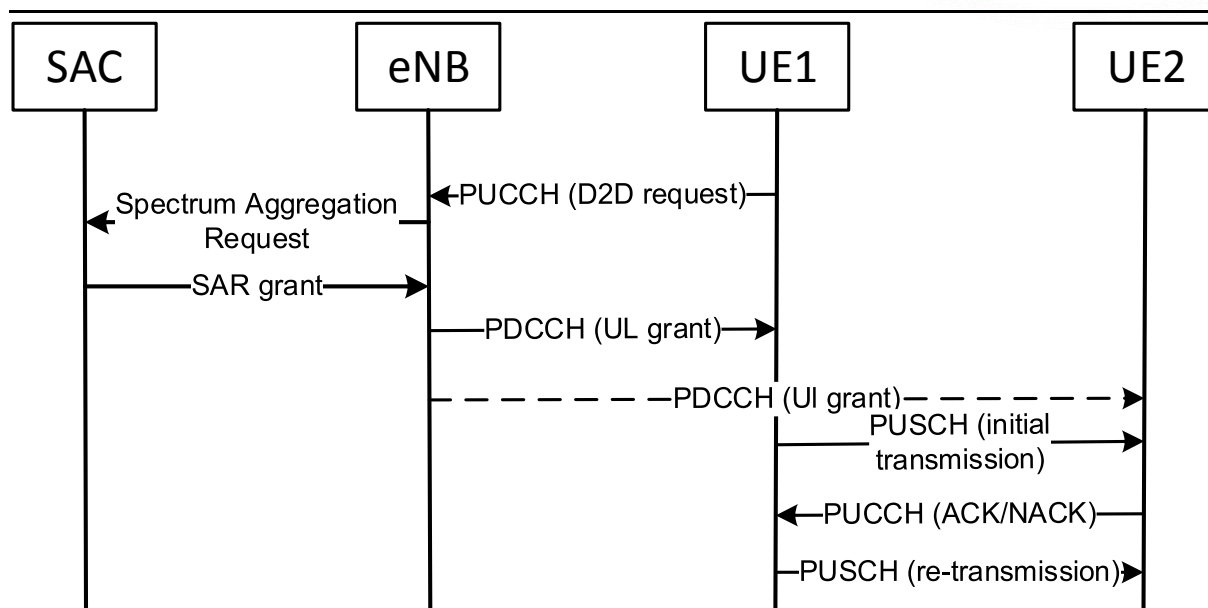 SAC
eNB
UE1
UE2
PUCCH (D2D request)
Spectrum Aggregation
Request
SAR grant
PDCCH (UL grant)
PDCCH (Ul grant)
PUSCH (initial
transmission)
PUCCH (ACK/NACK)
PUSCH (re-transmission)